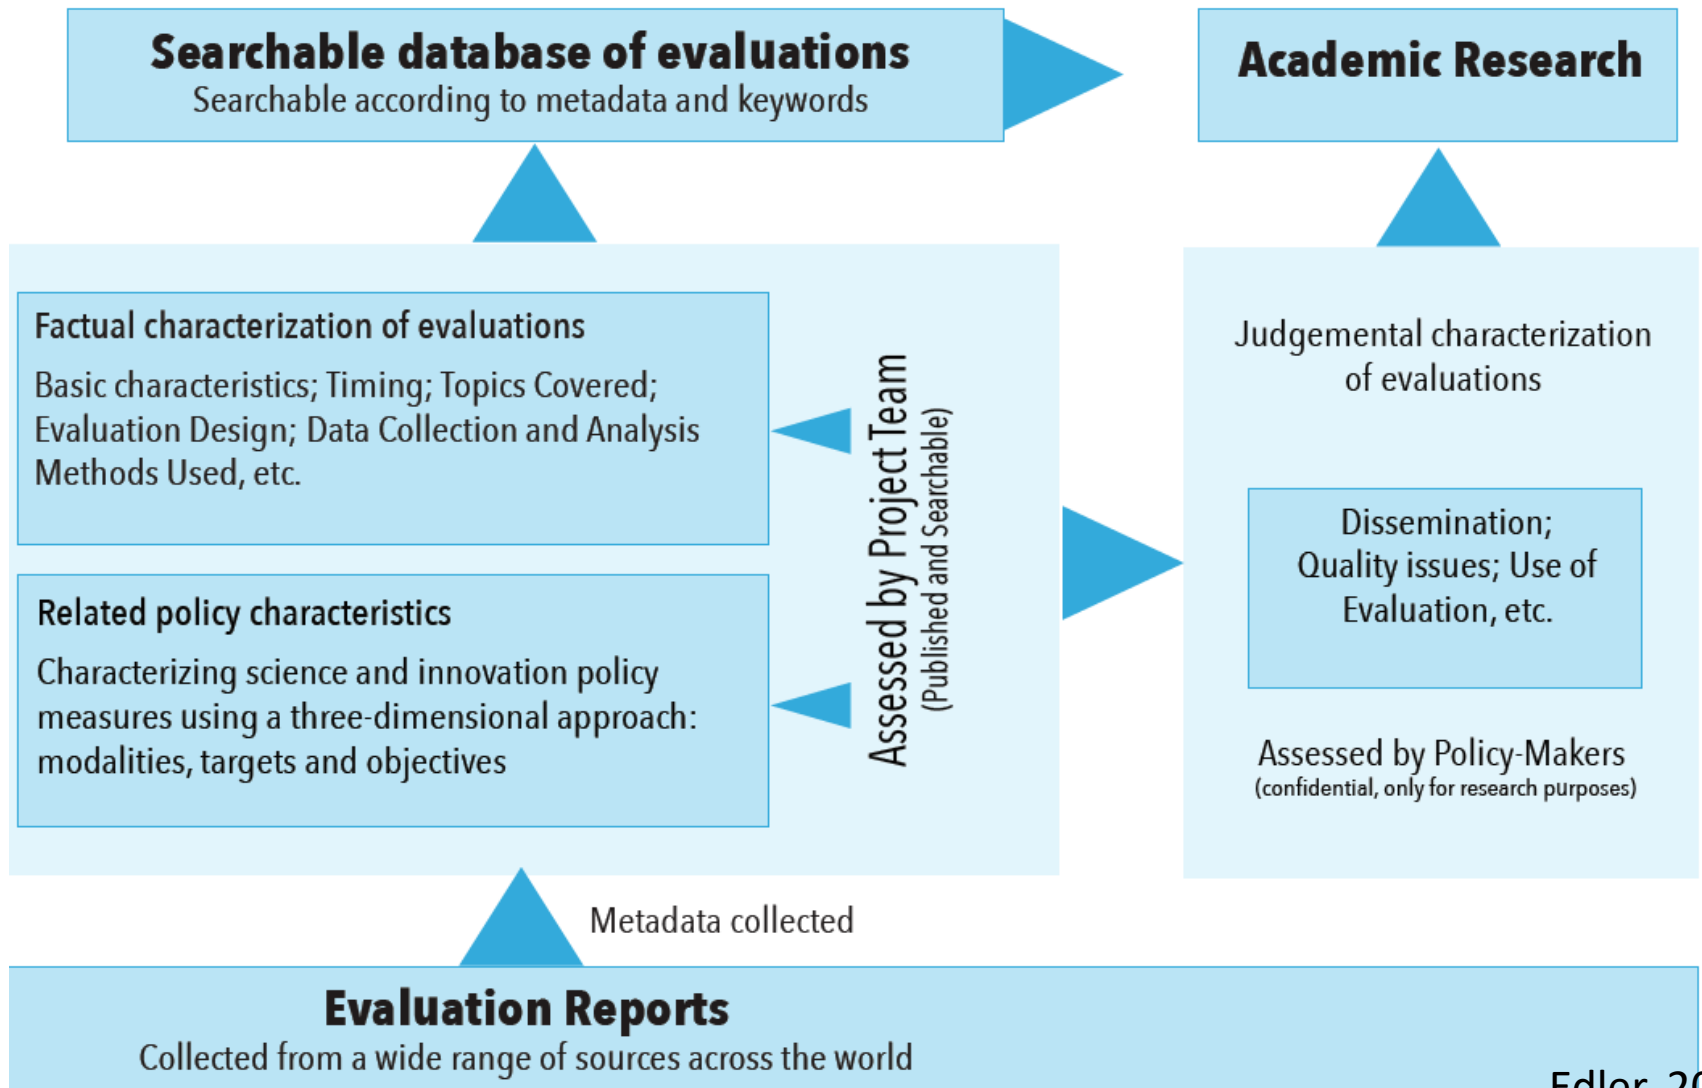 Searchable database of evaluations
Searchable according to metadata and keywords
Academic Research
Factual characterization of evaluations
Basic characteristics; Timing; Topics Covered;
Evaluation Design; Data Collection and Analysis
Methods Used, etc.
Related policy characteristics
Characterizing science and innovation policy
measures using a three-dimensional approach:
modalities, targets and objectives
Assessed by Project Team
(Published and Searchable)
Judgemental characterization
of evaluations
Dissemination;
Quality issues; Use of
Evaluation, etc.
Assessed by Policy-Makers
(confidential, only for research purposes)
Metadata collected
Evaluation Reports
Collected from a wide range of sources across the world
Edler